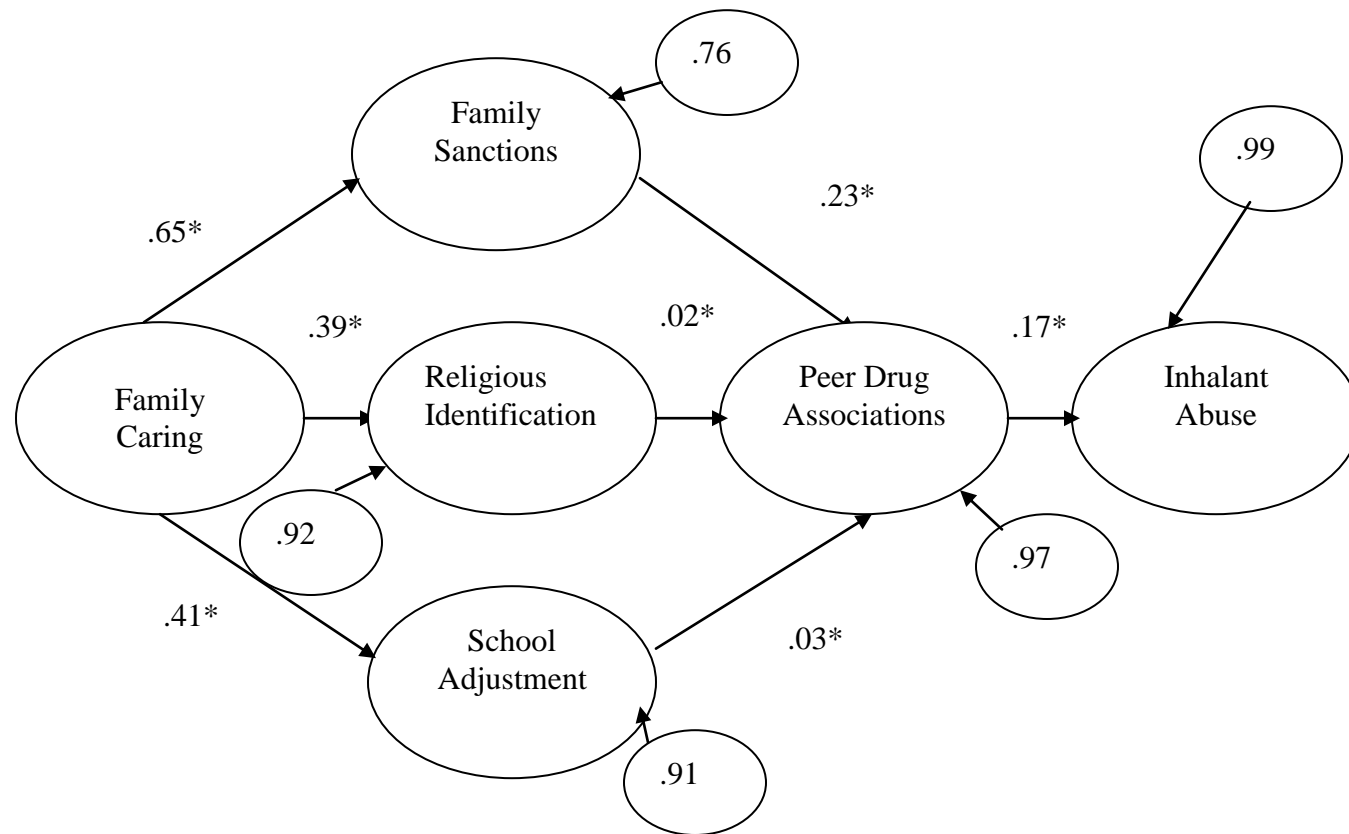 .76
Family
Sanctions
.99
.23*
.65*
.39*
.02*
.17*
Family
Caring
Religious
Identification
Peer Drug
Associations
Inhalant
Abuse
.92
.97
.41*
School
Adjustment
.03*
.91